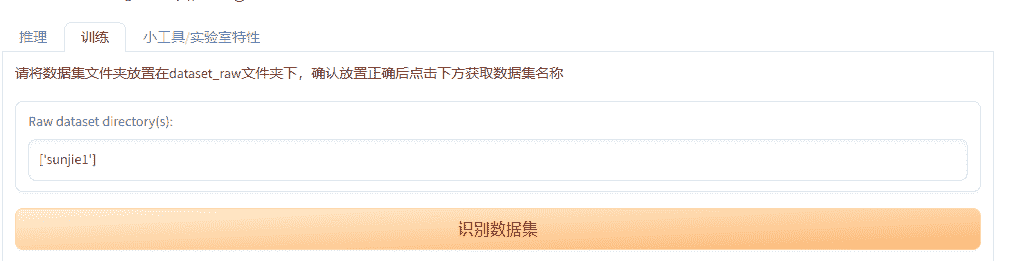 推理 训练 小工具/实验室特性
请将数据集文件夹放置在dataset_raw文件夹下，确认放置正确后点击下方获取数据集名称
Raw dataset directory(s):
['sunjie1']
识别数据集